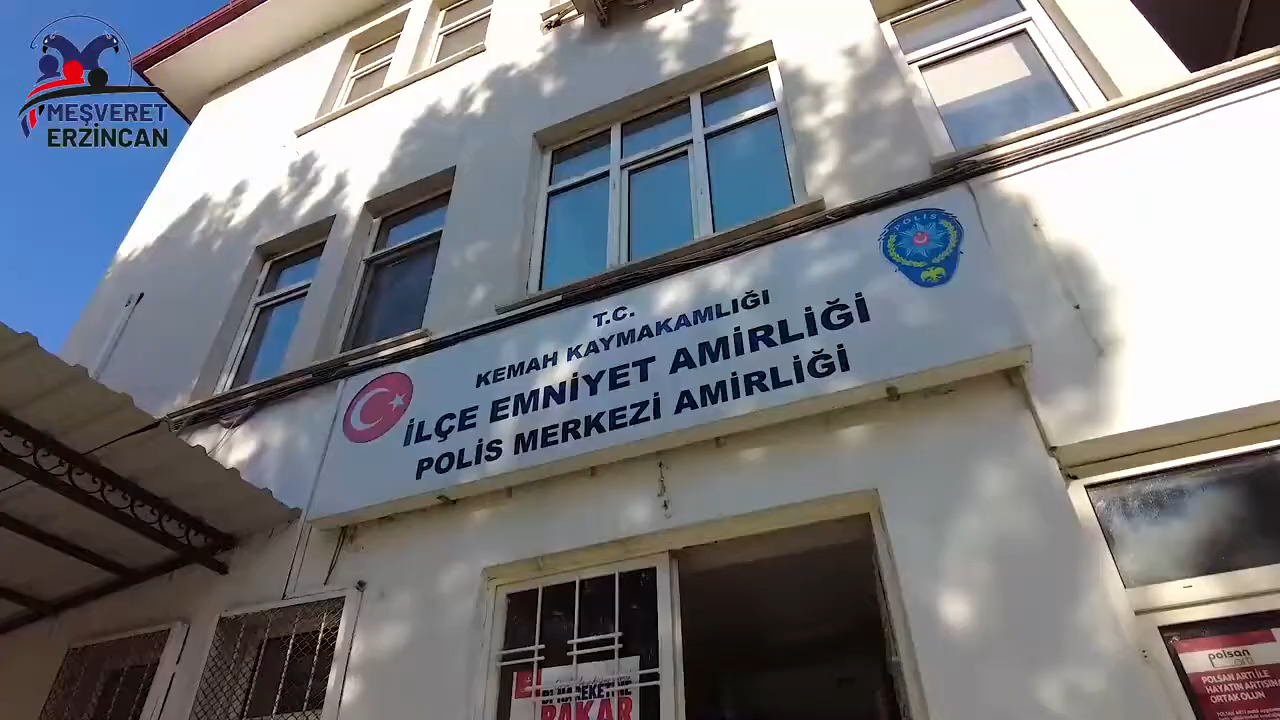 MEŞVERET
ERZİNCAN
POLİS
T.C.
KEMAH KAYMAKAMLIĞI
İLÇE EMNİYET AMİRLİĞİ
POLİS MERKEZİ AMİRLİĞİ
BAKAR
polsan
POLSAN ARTI İLE
HAYATIN ARTISINA
ORTAK OLUN